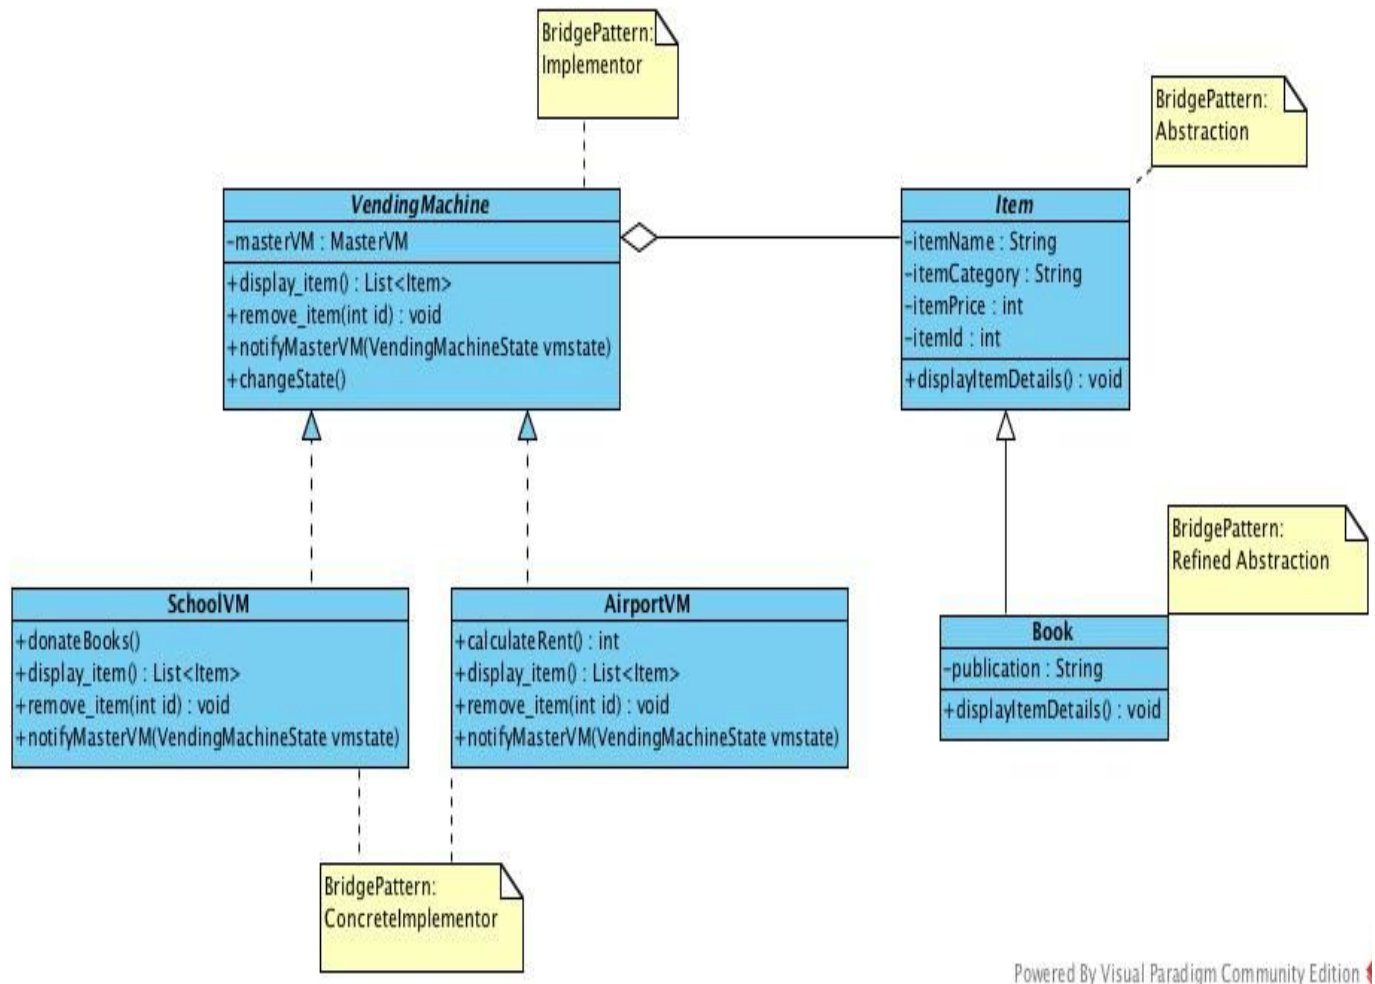 BridgePattern:
Implementor
BridgePattern:
Abstraction
VendingMachine
-masterVM : MasterVM
+display_item() : List<Item>
+remove_item(int id) : void
+notifyMasterVM(VendingMachineState vmstate)
+changeState()
Item
-itemName : String
-itemCategory : String
-itemPrice : int
-itemId : int
+displayItemDetails() : void
SchoolVM
+donateBooks()
+display_item() : List<Item>
+remove_item(int id) : void
+notifyMasterVM(VendingMachineState vmstate)
AirportVM
+calculateRent() : int
+display_item() : List<Item>
+remove_item(int id) : void
+notifyMasterVM(VendingMachineState vmstate)
BridgePattern:
Refined Abstraction
Book
-publication : String
+displayItemDetails() : void
BridgePattern:
ConcreteImplementor
Powered By Visual Paradigm Community Edition